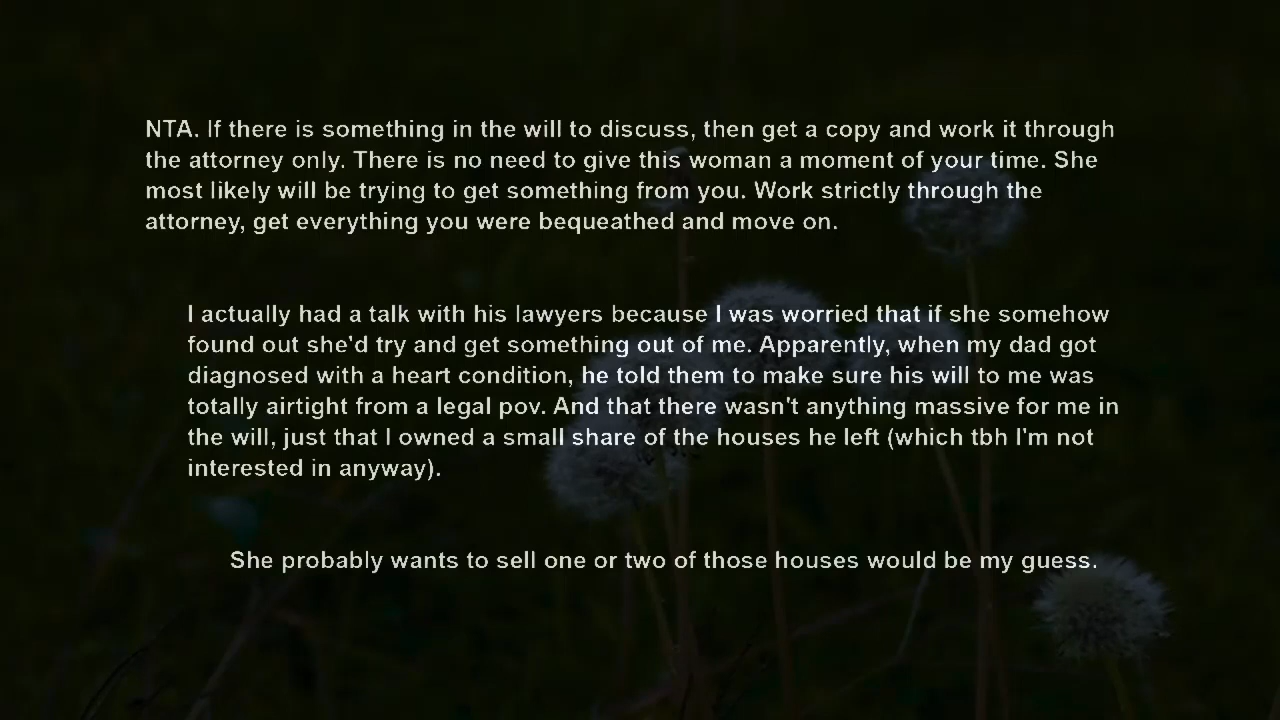 NTA. If there is something in the will to discuss, then get a copy and work it through
the attorney only. There is no need to give this woman a moment of your time. She
most likely will be trying to get something from you. Work strictly through the
attorney, get everything you were bequeathed and move on.
I actually had a talk with his lawyers because I was worried that if she somehow
found out she'd try and get something out of me. Apparently, when my dad got
diagnosed with a heart condition, he told them to make sure his will to me was
totally airtight from a legal pov. And that there wasn't anything massive for me in
the will, just that I owned a small share of the houses he left (which tbh I'm not
interested in anyway).
She probably wants to sell one or two of those houses would be my guess.